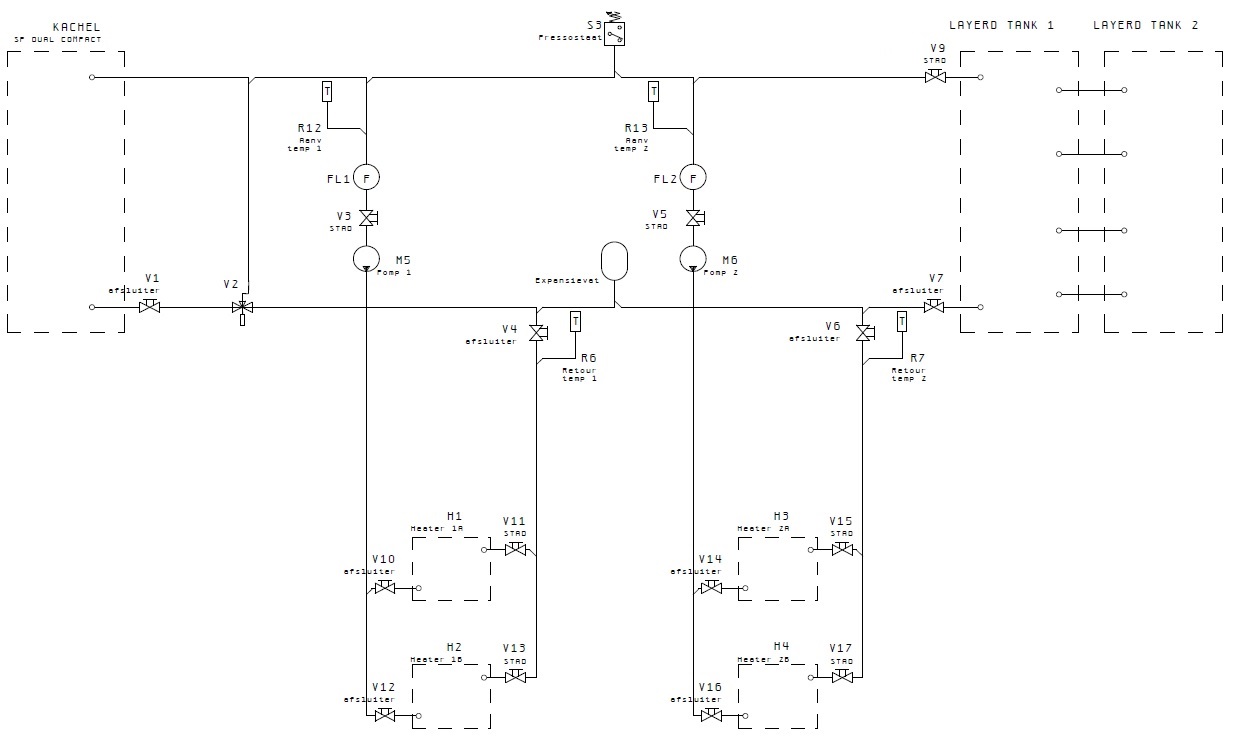 KACHEL
SF DUAL COMPACT
S3
Pressostaat
LAYERD TANK 1
LAYERD TANK 2
V9
STAD
T
T
R12
Aanv
temp 1
R13
Aanv
temp 2
FL1
F
FL2
F
V3
STAD
V5
STAD
M5
Pomp 1
M6
Pomp 2
Expansievat
V1
afsluiter
V2
V7
afsluiter
V4
afsluiter
T
V6
afsluiter
T
R6
Retour
temp 1
R7
Retour
temp 2
H1
Heater 1A
V11
STAD
H3
Heater 2A
V15
STAD
V10
afsluiter
V14
afsluiter
H2
Heater 1B
V13
STAD
H4
Heater 2B
V17
STAD
V12
afsluiter
V16
afsluiter